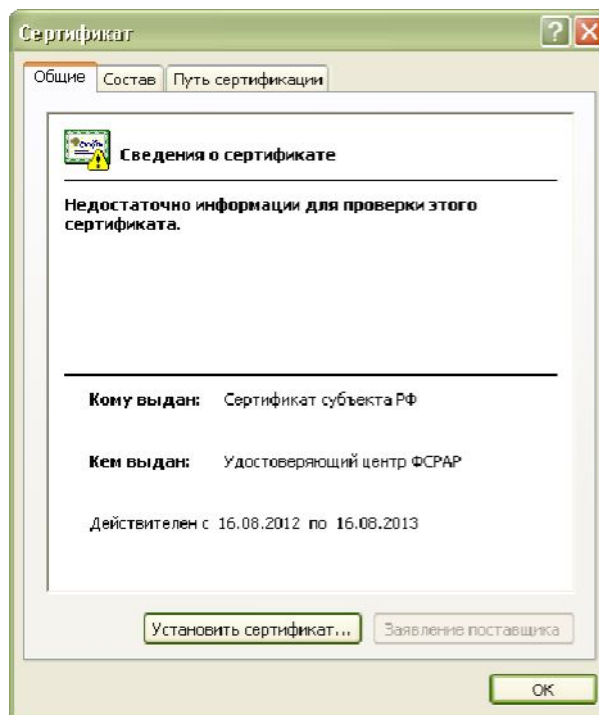 Сертификат
Общие Состав Путь сертификации
Сведения о сертификате
Недостаточно информации для проверки этого
сертификата.
Кому выдан: Сертификат субъекта РФ
Кем выдан: Удостоверяющий центр ФСРАР
Действителен с 16.08.2012 по 16.08.2013
Установить сертификат... Заявление поставщика
ОК